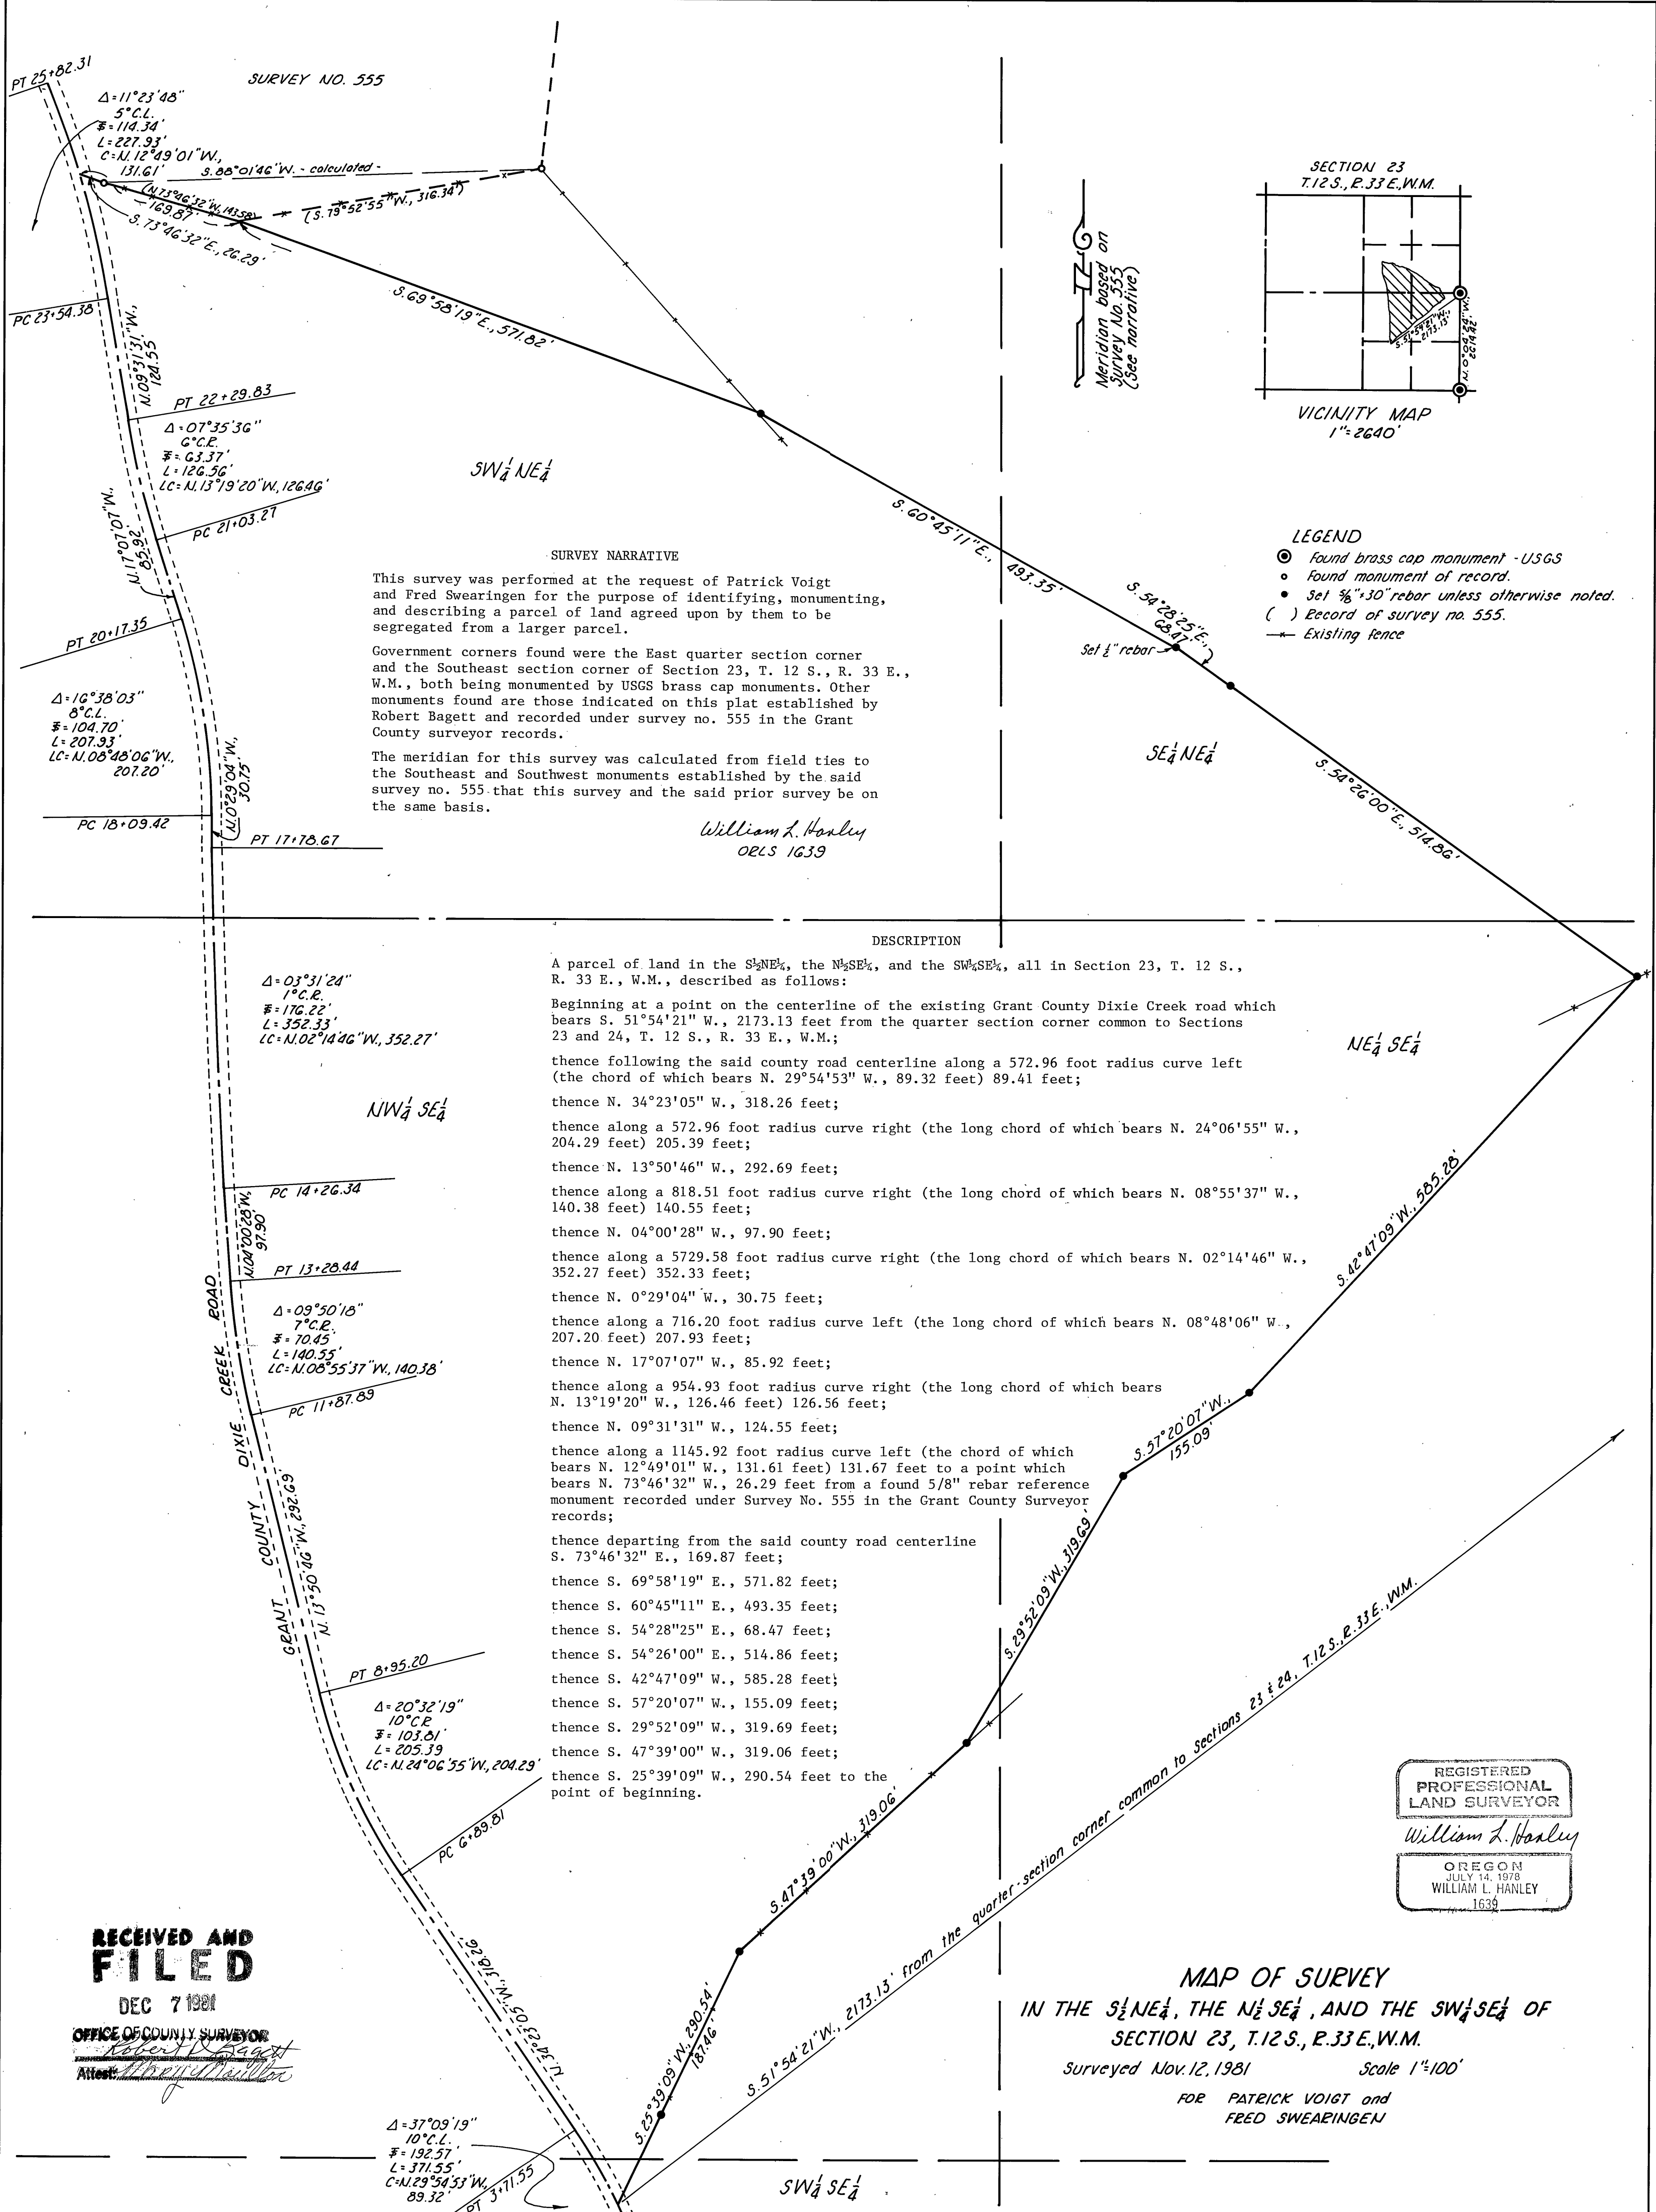 SURVEY NO. 555
PT 25+82.31
Δ=11°23'48"
5°C.L.
T=114.34'
L=227.93'
C=N.12°49'01"W.,
131.61'
S.88°01'46"W. - calculated -
(N.73°46'32"W.,143.58)
169.87'
(S.79°52'55"W., 316.34')
S.73°46'32"E., 26.29'
PC 23+54.38
N.09°31'31"W.,
124.55
S.69°58'19"E., 571.82'
PT 22+29.83
Δ=07°35'36"
6°C.R.
T=63.37'
L=126.56'
LC=N.13°19'20"W.,126.46'
PC 21+03.27
N.17°07'07"W.,
85.92
PT 20+17.35
Δ=16°38'03"
8°C.L.
T=104.70'
L=207.93'
LC=N.08°48'06"W.,
207.20'
N.0°29'04"W.,
30.75'
PC 18+09.42
PT 17+78.67
SW¼ NE¼
Meridian based on
Survey No. 555
(See narrative)
SECTION 23
T.12 S., R.33 E.,W.M.
S.51°54'21"W.,
2173.13'
N.0°04'24"W.,
2614.42'
VICINITY MAP
1"=2640'
LEGEND
Found brass cap monument - USGS
Found monument of record.
Set ⅝"×30" rebar unless otherwise noted.
( ) Record of survey no. 555.
Existing fence
S.60°45'11"E.,
493.35'
S.54°28'25"E.,
68.47'
Set ½" rebar
SE¼ NE¼
S.54°26'00"E., 514.86'
SURVEY NARRATIVE
This survey was performed at the request of Patrick Voigt
and Fred Swearingen for the purpose of identifying, monumenting,
and describing a parcel of land agreed upon by them to be
segregated from a larger parcel.
Government corners found were the East quarter section corner
and the Southeast section corner of Section 23, T. 12 S., R. 33 E.,
W.M., both being monumented by USGS brass cap monuments. Other
monuments found are those indicated on this plat established by
Robert Bagett and recorded under survey no. 555 in the Grant
County surveyor records.
The meridian for this survey was calculated from field ties to
the Southeast and Southwest monuments established by the said
survey no. 555 that this survey and the said prior survey be on
the same basis.
William L. Hanley
ORLS 1639
DESCRIPTION
A parcel of land in the S½NE¼, the N½SE¼, and the SW¼SE¼, all in Section 23, T. 12 S.,
R. 33 E., W.M., described as follows:
Beginning at a point on the centerline of the existing Grant County Dixie Creek road which
bears S. 51°54'21" W., 2173.13 feet from the quarter section corner common to Sections
23 and 24, T. 12 S., R. 33 E., W.M.;
thence following the said county road centerline along a 572.96 foot radius curve left
(the chord of which bears N. 29°54'53" W., 89.32 feet) 89.41 feet;
thence N. 34°23'05" W., 318.26 feet;
thence along a 572.96 foot radius curve right (the long chord of which bears N. 24°06'55" W.,
204.29 feet) 205.39 feet;
thence N. 13°50'46" W., 292.69 feet;
thence along a 818.51 foot radius curve right (the long chord of which bears N. 08°55'37" W.,
140.38 feet) 140.55 feet;
thence N. 04°00'28" W., 97.90 feet;
thence along a 5729.58 foot radius curve right (the long chord of which bears N. 02°14'46" W.,
352.27 feet) 352.33 feet;
thence N. 0°29'04" W., 30.75 feet;
thence along a 716.20 foot radius curve left (the long chord of which bears N. 08°48'06" W.,
207.20 feet) 207.93 feet;
thence N. 17°07'07" W., 85.92 feet;
thence along a 954.93 foot radius curve right (the long chord of which bears
N. 13°19'20" W., 126.46 feet) 126.56 feet;
thence N. 09°31'31" W., 124.55 feet;
thence along a 1145.92 foot radius curve left (the chord of which
bears N. 12°49'01" W., 131.61 feet) 131.67 feet to a point which
bears N. 73°46'32" W., 26.29 feet from a found 5/8" rebar reference
monument recorded under Survey No. 555 in the Grant County Surveyor
records;
thence departing from the said county road centerline
S. 73°46'32" E., 169.87 feet;
thence S. 69°58'19" E., 571.82 feet;
thence S. 60°45"11" E., 493.35 feet;
thence S. 54°28"25" E., 68.47 feet;
thence S. 54°26'00" E., 514.86 feet;
thence S. 42°47'09" W., 585.28 feet;
thence S. 57°20'07" W., 155.09 feet;
thence S. 29°52'09" W., 319.69 feet;
thence S. 47°39'00" W., 319.06 feet;
thence S. 25°39'09" W., 290.54 feet to the
point of beginning.
Δ=03°31'24"
1°C.R.
T=176.22'
L=352.33'
LC=N.02°14'46"W., 352.27'
NW¼ SE¼
NE¼ SE¼
PC 14+26.34
N.04°00'28"W.,
97.90'
PT 13+28.44
Δ=09°50'18"
7°C.R.
T=70.45'
L=140.55'
LC=N.08°55'37"W., 140.38'
PC 11+87.89
GRANT COUNTY DIXIE CREEK ROAD
N.13°50'46"W., 292.69'
PT 8+95.20
Δ=20°32'19"
10°C.R.
T=103.81'
L=205.39
LC=N.24°06'55"W., 204.29'
PC 6+89.81
N.34°23'05"W., 318.26'
S.42°47'09"W., 585.28'
S.57°20'07"W.,
155.09'
S.29°52'09"W., 319.69'
S.47°39'00"W., 319.06'
S.25°39'09"W., 290.54'
187.46'
S.51°54'21"W., 2173.13' from the quarter-section corner common to Sections 23 & 24, T.12 S., R.33 E., W.M.
Δ=37°09'19"
10°C.L.
T=192.57'
L=371.55'
C=N.29°54'53"W.,
89.32'
PT 3+71.55
SW¼ SE¼
RECEIVED AND
FILED
DEC 7 1981
OFFICE OF COUNTY SURVEYOR
Robert D Bagett
Attest:
REGISTERED
PROFESSIONAL
LAND SURVEYOR
William L. Hanley
OREGON
JULY 14, 1978
WILLIAM L. HANLEY
1639
MAP OF SURVEY
IN THE S½NE¼, THE N½SE¼, AND THE SW¼SE¼ OF
SECTION 23, T.12 S., R.33 E.,W.M.
Surveyed Nov. 12, 1981 Scale 1"=100'
FOR PATRICK VOIGT and
FRED SWEARINGEN